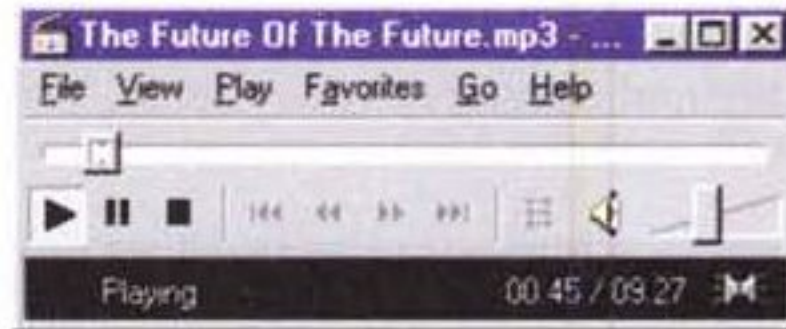 The Future Of The Future.mp3 - ...
File View Play Favorites Go Help
Playing 00:45 / 09:27